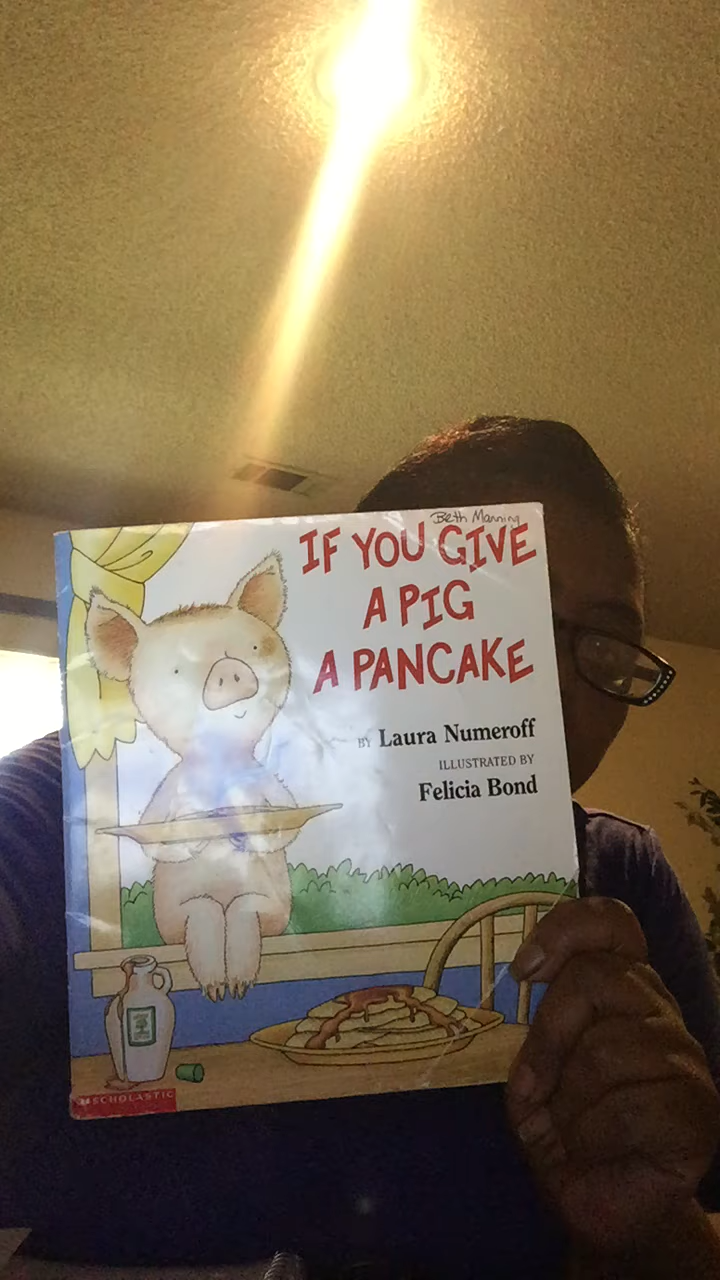 Beth Manning
IF YOU GIVE
A PIG
A PANCAKE
BY Laura Numeroff
ILLUSTRATED BY
Felicia Bond
SCHOLASTIC